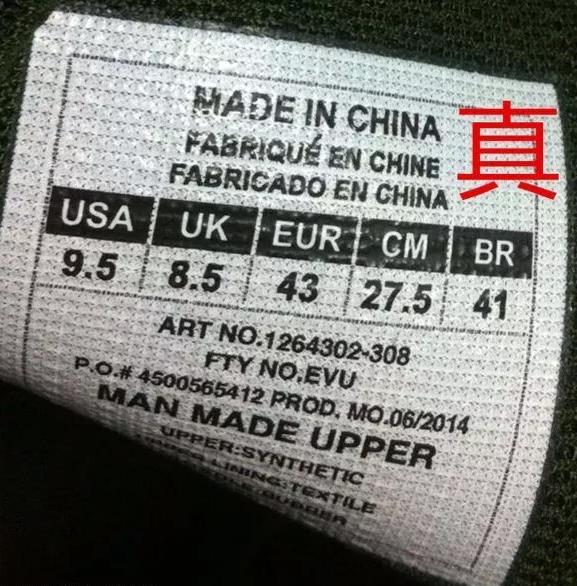 MADE IN CHINA
FABRIQUÉ EN CHINE
FABRICADO EN CHINA
真
USA UK EUR CM BR
9.5 8.5 43 27.5 41
ART NO.1264302-308
FTY NO.EVU
P.O.# 4500565412 PROD. MO.06/2014
MAN MADE UPPER
UPPER:SYNTHETIC
LINING:TEXTILE
RUBBER